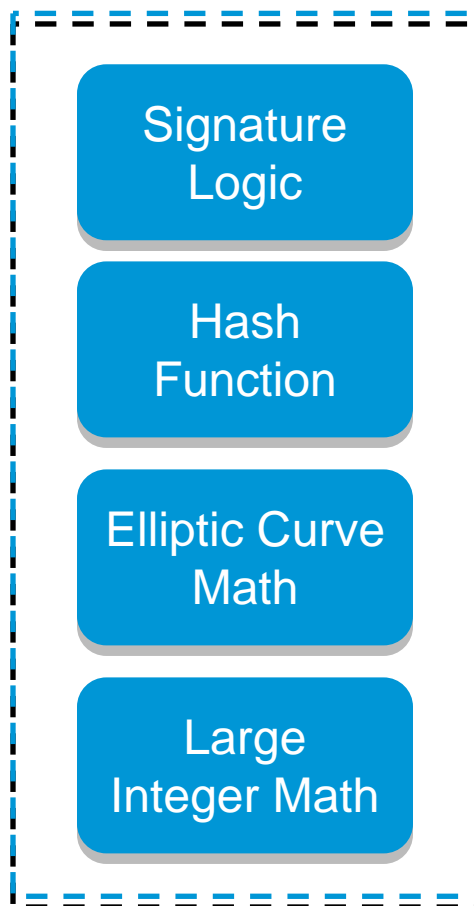 Signature
Logic
Hash
Function
Elliptic Curve
Math
Large
Integer Math